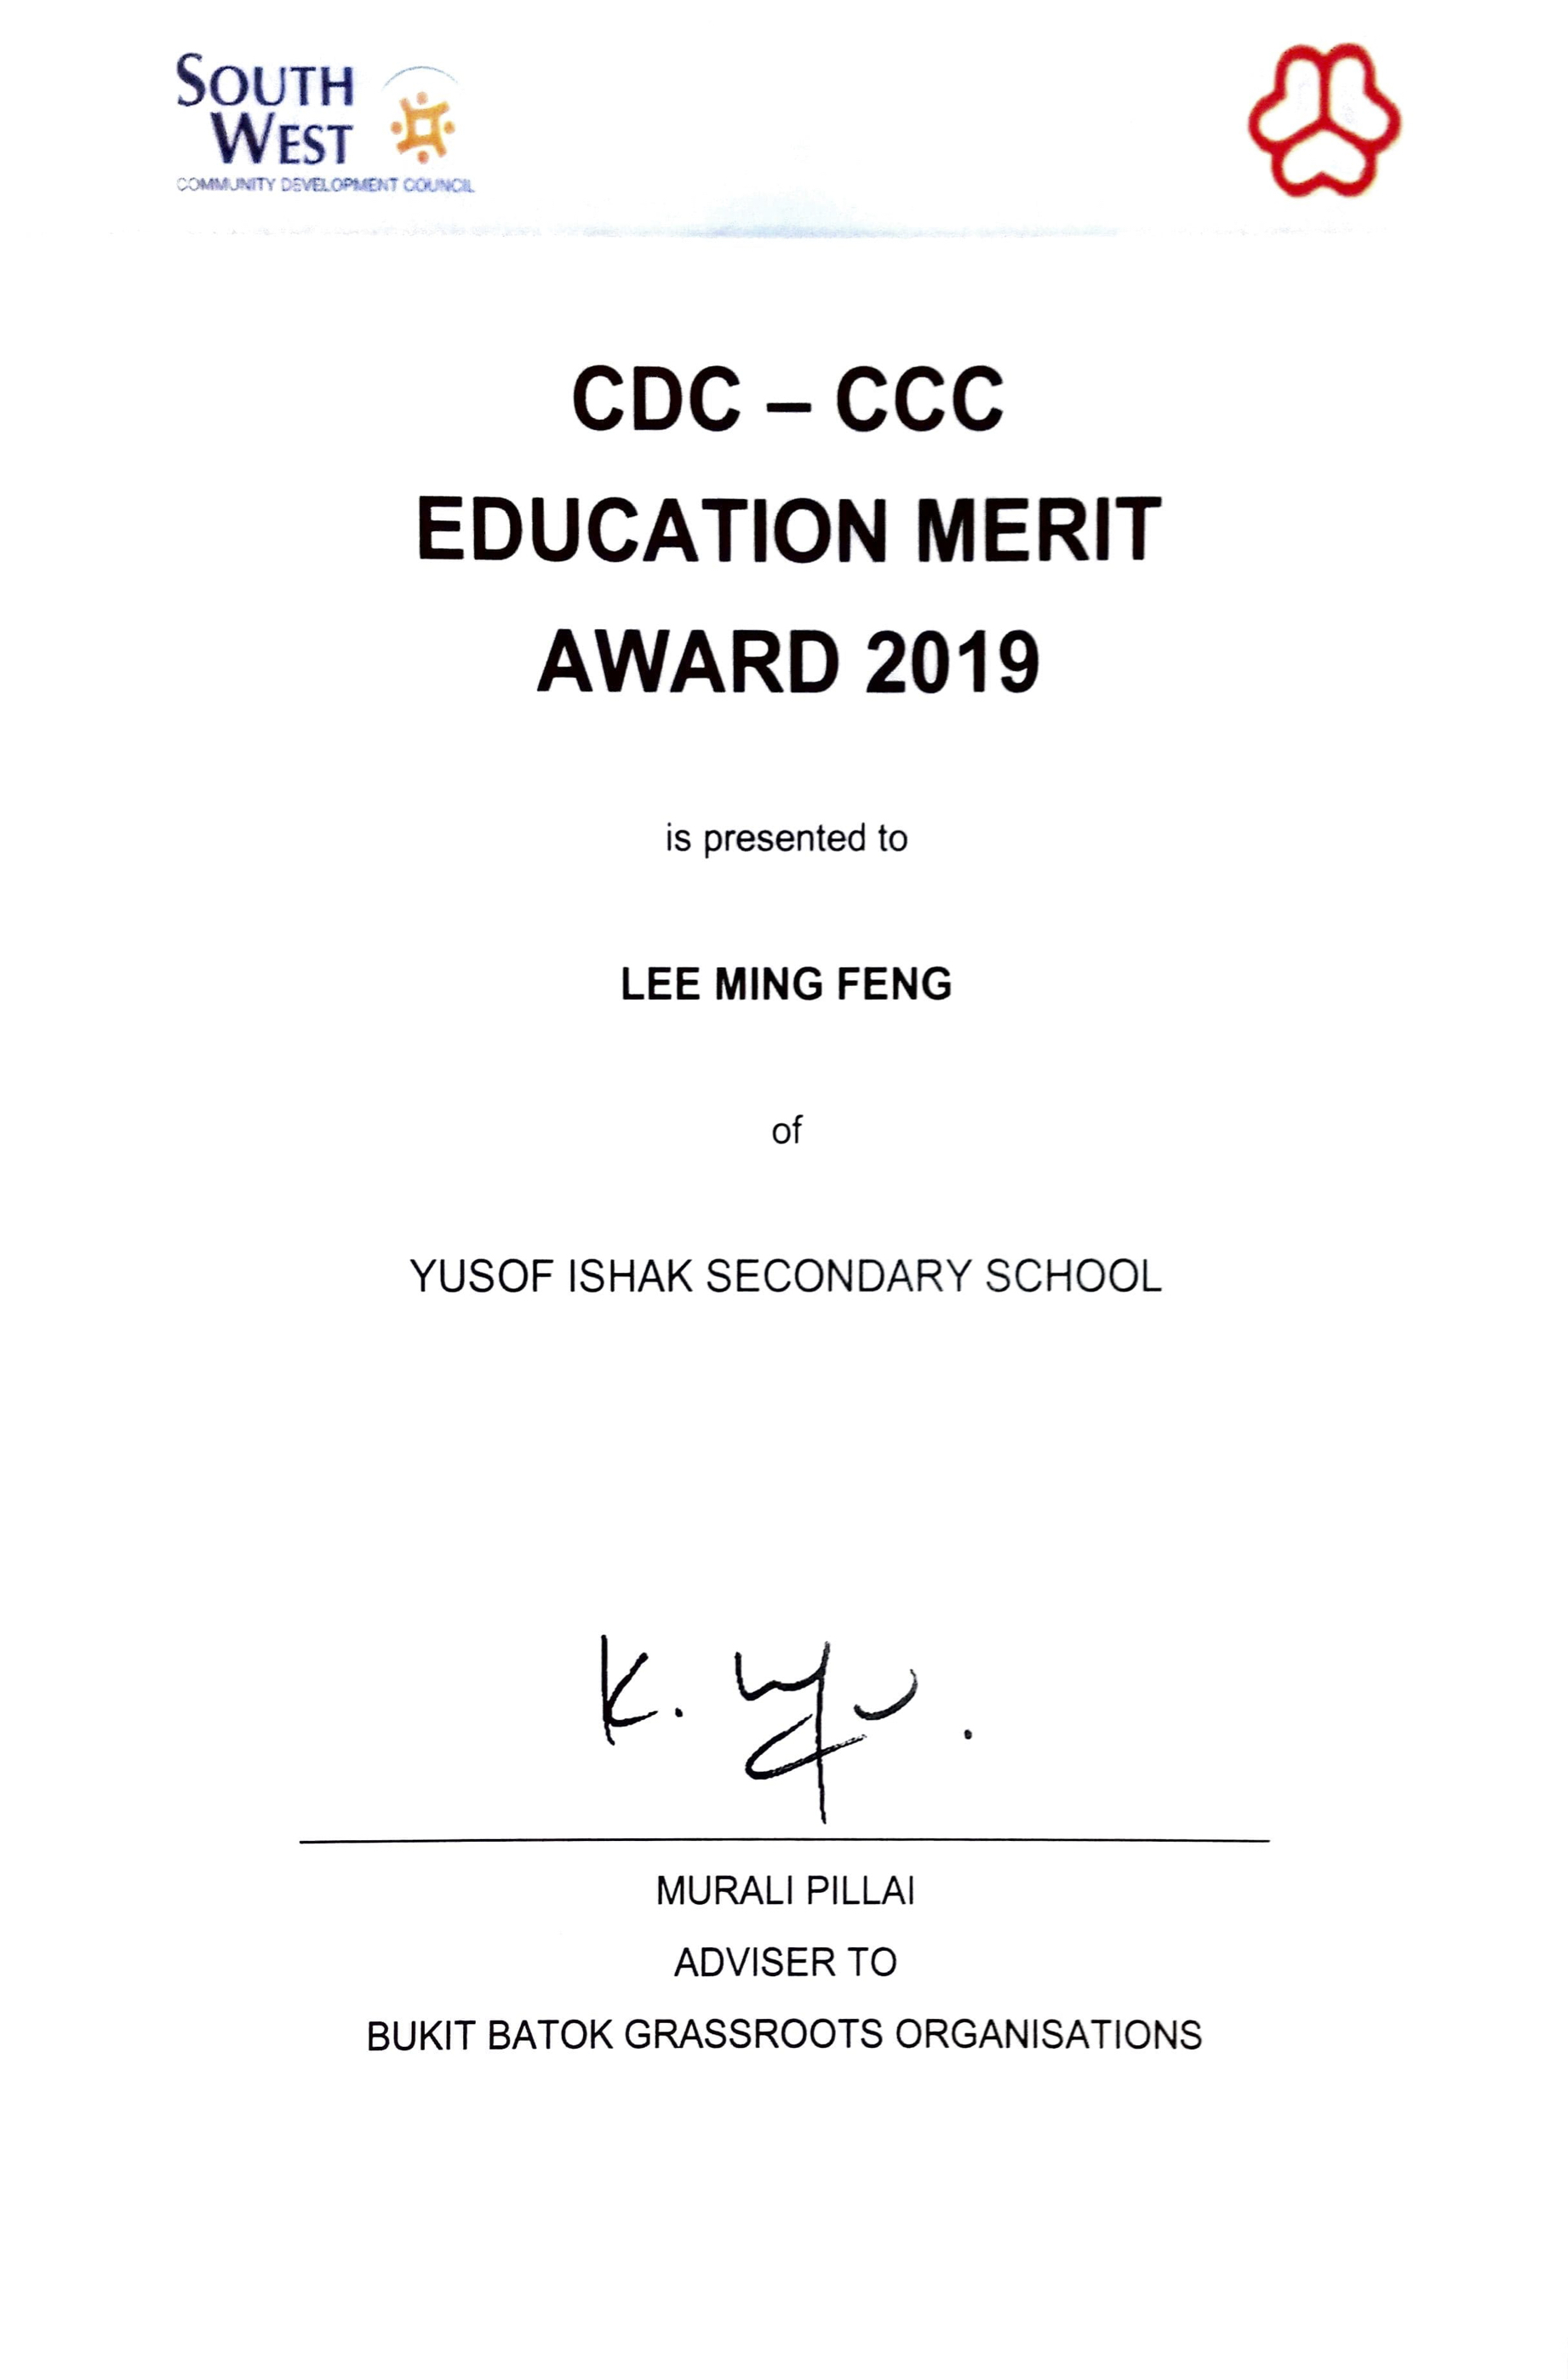 SOUTH
WEST
COMMUNITY DEVELOPMENT COUNCIL
CDC – CCC
EDUCATION MERIT
AWARD 2019
is presented to
LEE MING FENG
of
YUSOF ISHAK SECONDARY SCHOOL
K.
MURALI PILLAI
ADVISER TO
BUKIT BATOK GRASSROOTS ORGANISATIONS